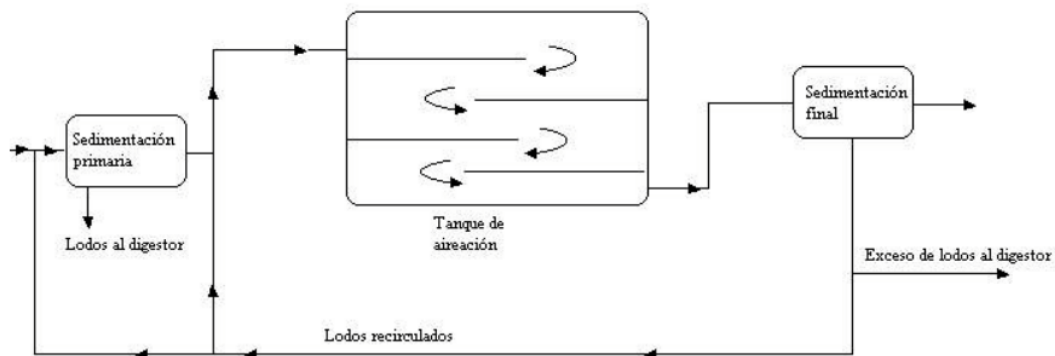 Sedimentación
primaria
Lodos al digestor
Tanque de
aireación
Sedimentación
final
Exceso de lodos al digestor
Lodos recirculados